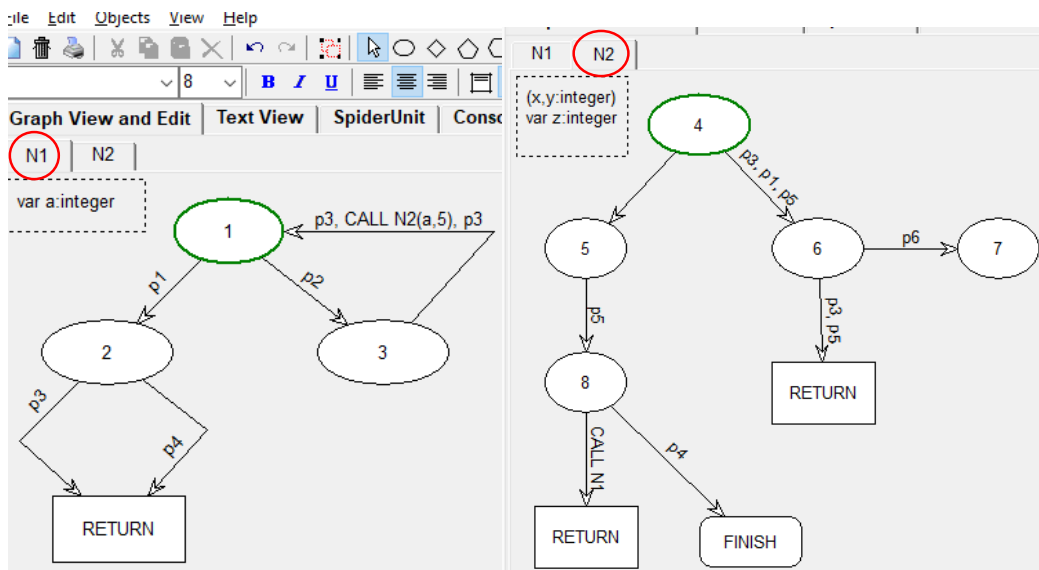 Edit Objects View Help
8 B I U
Graph View and Edit Text View SpiderUnit
N1 N2
var a:integer
1
p3, CALL N2(a,5), p3
p1
p2
2
3
p3
p4
RETURN
N1 N2
(x,y:integer)
var z:integer
4
p3, p1, p5
5
6
p6
7
p5
p3, p5
8
RETURN
CALL N1
p4
RETURN
FINISH